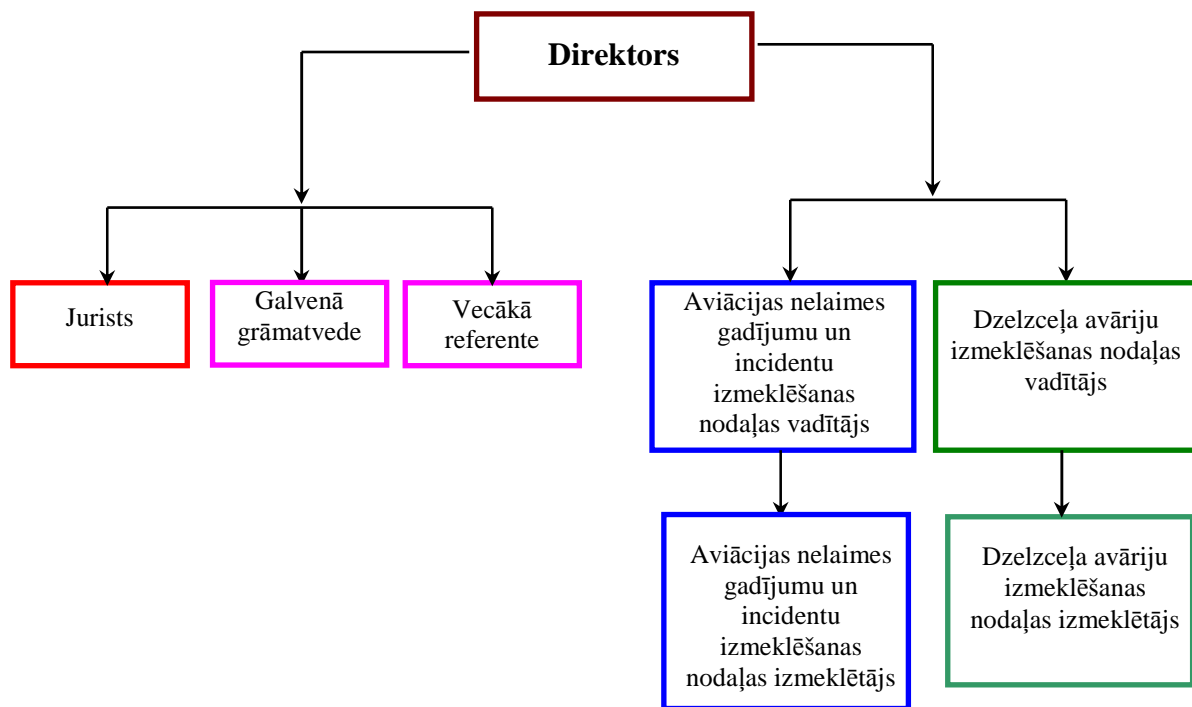 Direktors
Jurists
Galvenā
grāmatvede
Vecākā
referente
Aviācijas nelaimes
gadījumu un
incidentu
izmeklēšanas
nodaļas vadītājs
Dzelzceļa avāriju
izmeklēšanas nodaļas
vadītājs
Aviācijas nelaimes
gadījumu un
incidentu
izmeklēšanas
nodaļas izmeklētājs
Dzelzceļa avāriju
izmeklēšanas
nodaļas izmeklētājs